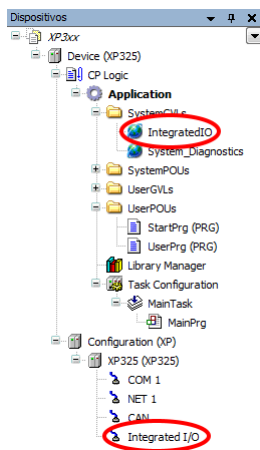 Dispositivos
XP3xx
Device (XP325)
CP Logic
Application
SystemGVLs
IntegratedIO
System_Diagnostics
SystemPOUs
UserGVLs
UserPOUs
StartPrg (PRG)
UserPrg (PRG)
Library Manager
Task Configuration
MainTask
MainPrg
Configuration (XP)
XP325 (XP325)
COM 1
NET 1
CAN
Integrated I/O